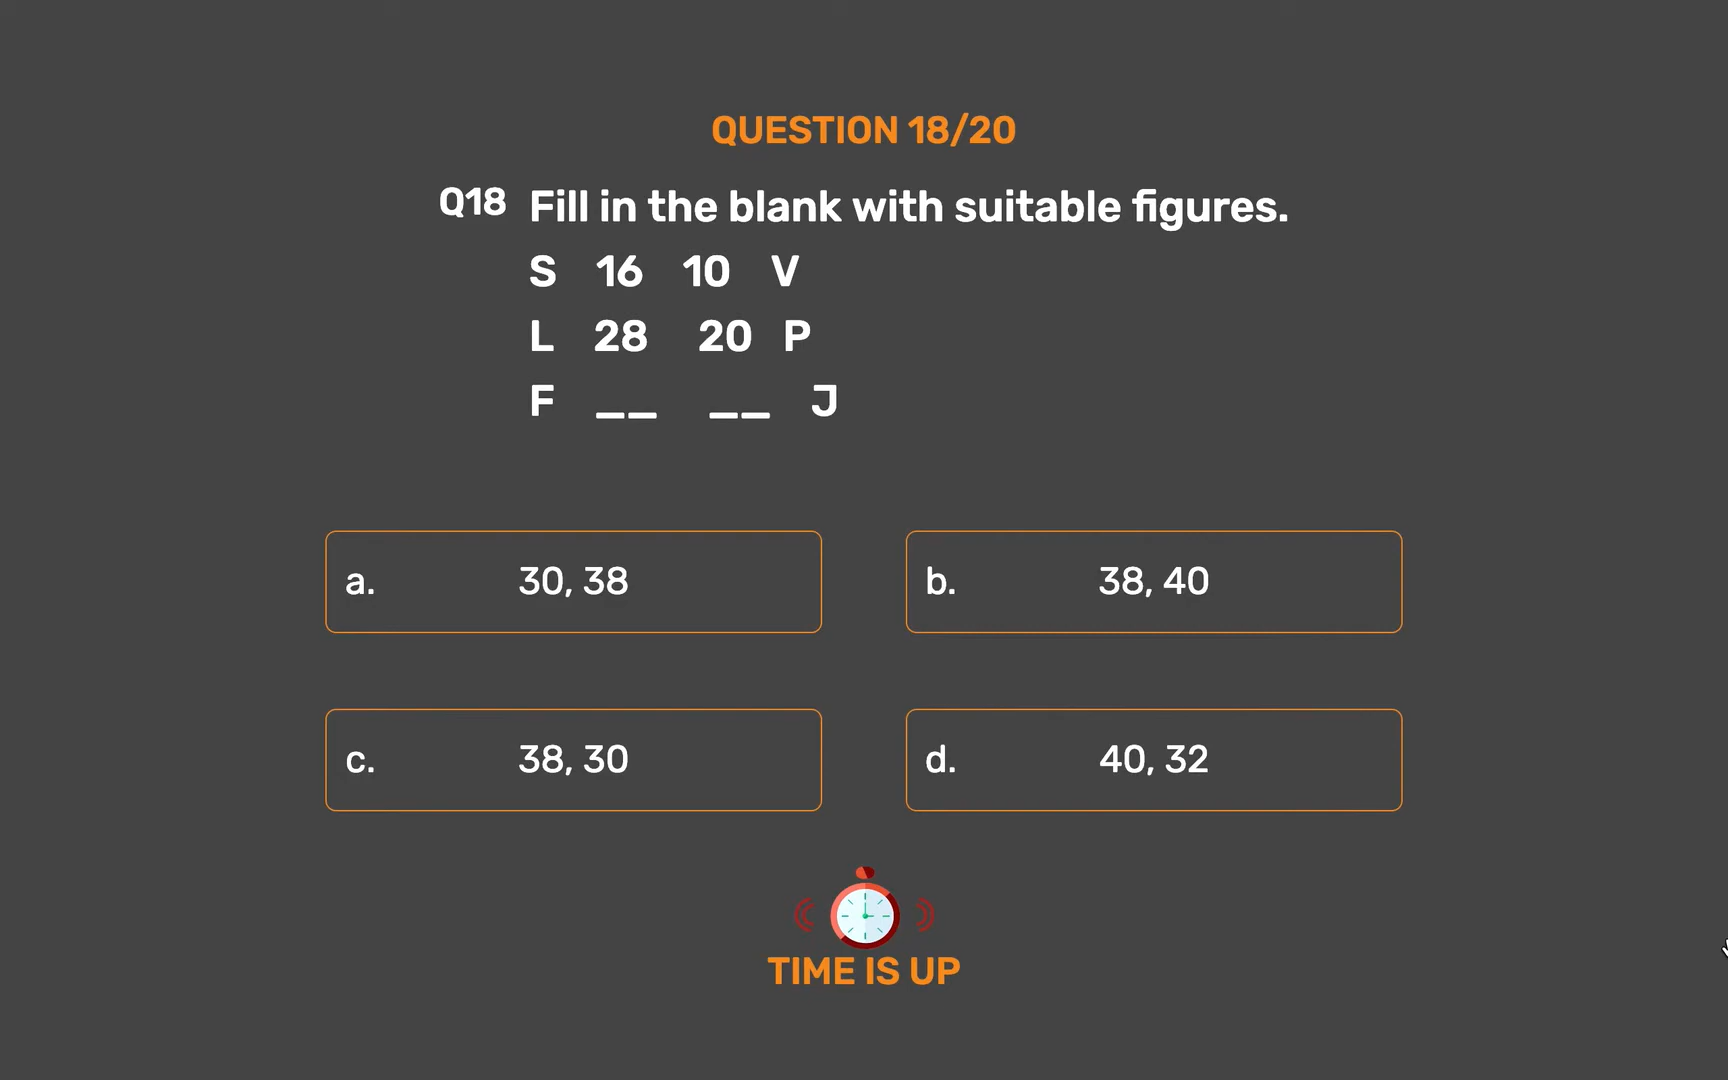 QUESTION 18/20
Q18 Fill in the blank with suitable figures.
S 16 10 V
L 28 20 P
F __ __ J
a. 30, 38
b. 38, 40
c. 38, 30
d. 40, 32
TIME IS UP